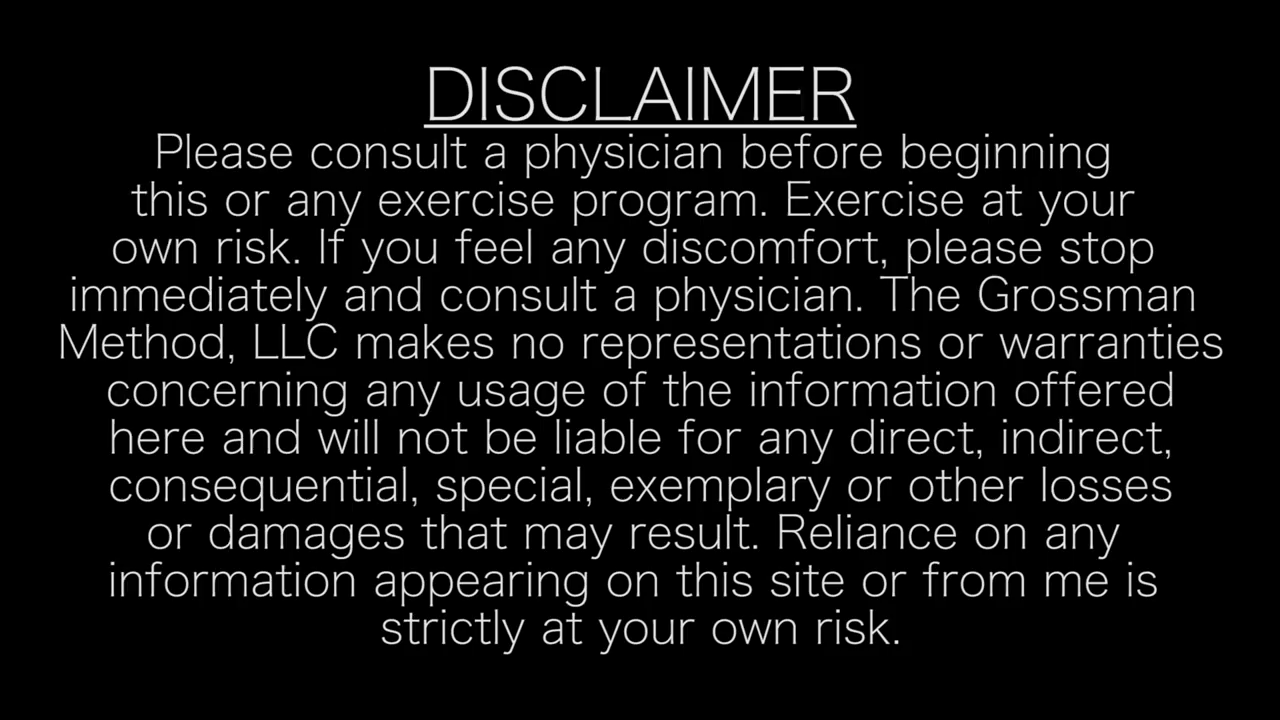 DISCLAIMER
Please consult a physician before beginning
this or any exercise program. Exercise at your
own risk. If you feel any discomfort, please stop
immediately and consult a physician. The Grossman
Method, LLC makes no representations or warranties
concerning any usage of the information offered
here and will not be liable for any direct, indirect,
consequential, special, exemplary or other losses
or damages that may result. Reliance on any
information appearing on this site or from me is
strictly at your own risk.